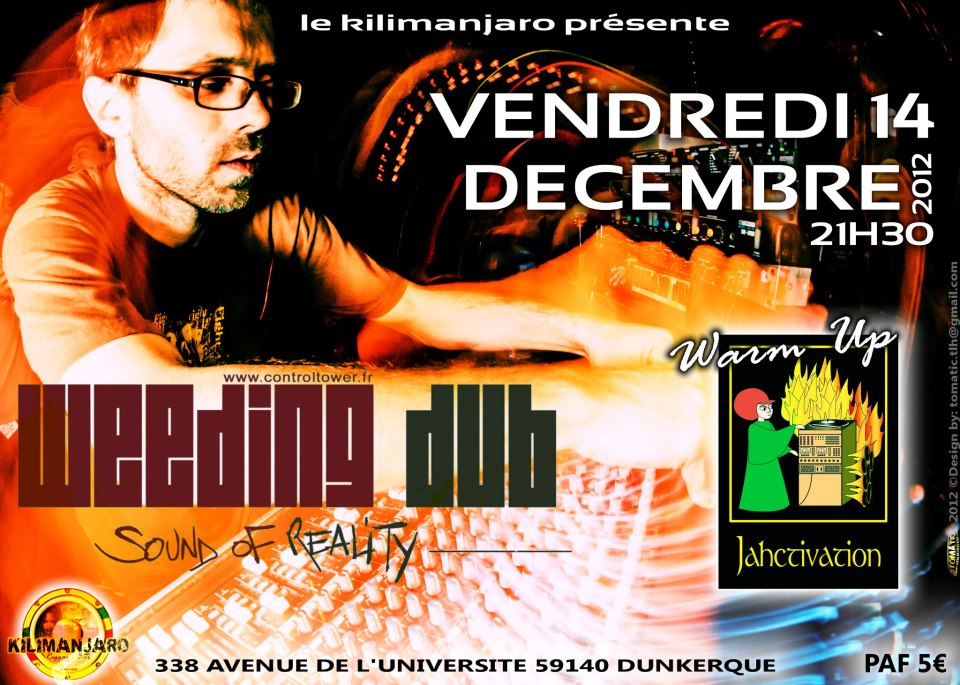 le kilimanjaro présente
VENDREDI 14
DECEMBRE 2012
21H30
Warm Up
www.controltower.fr
weeding dub
SOUND OF REALITY
Jahctivation
KILIMANJARO
338 AVENUE DE L'UNIVERSITE 59140 DUNKERQUE
PAF 5€
2012 ©Design by: tomatic.tlh@gmail.com